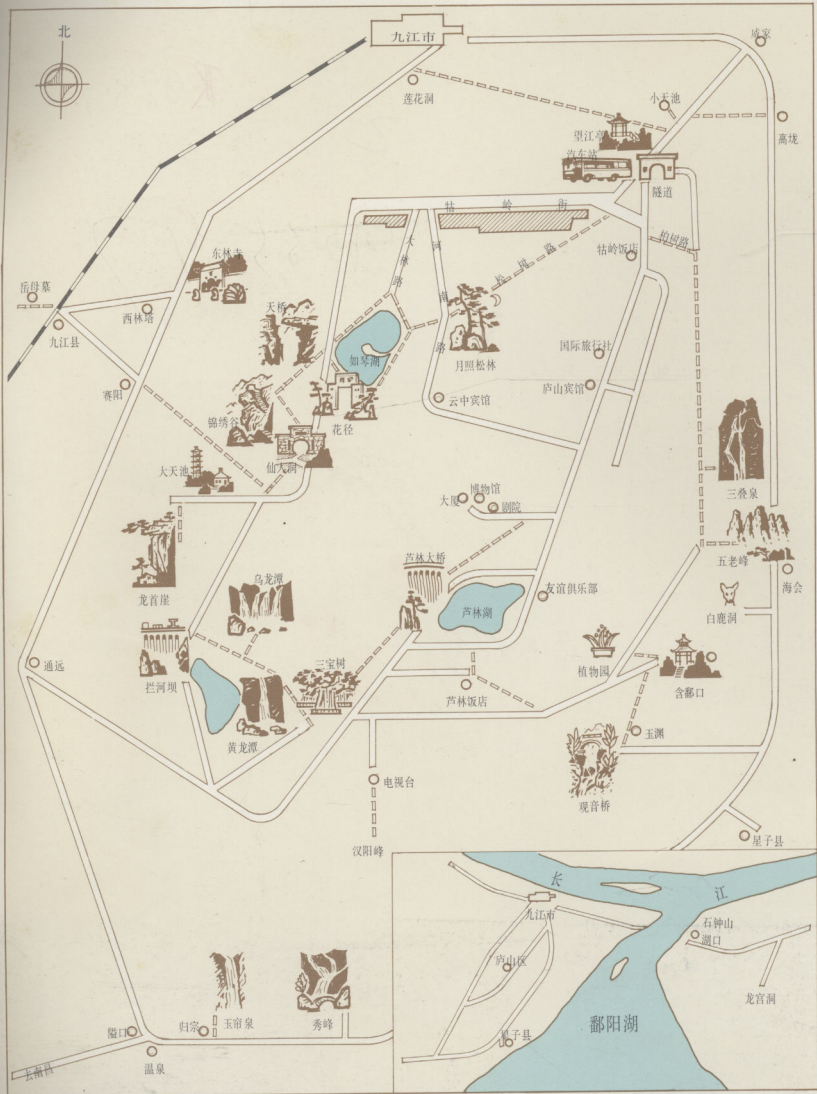 北
九江市
威家
莲花洞
小天池
望江亭
高垅
汽车站
隧道
牯岭街
大林路
河南路
松树路
柏树路
牯岭饭店
东林寺
岳母墓
西林塔
九江县
天桥
如琴湖
月照松林
国际旅行社
赛阳
庐山宾馆
云中宾馆
锦绣谷
花径
仙人洞
大天池
三叠泉
大厦
博物馆
剧院
龙首崖
乌龙潭
芦林大桥
芦林湖
友谊俱乐部
五老峰
海会
白鹿洞
通远
拦河坝
三宝树
植物园
含鄱口
芦林饭店
黄龙潭
玉渊
观音桥
电视台
汉阳峰
星子县
长江
九江市
石钟山
湖口
庐山区
龙宫洞
鄱阳湖
星子县
玉帘泉
秀峰
隘口
归宗
温泉
去南昌